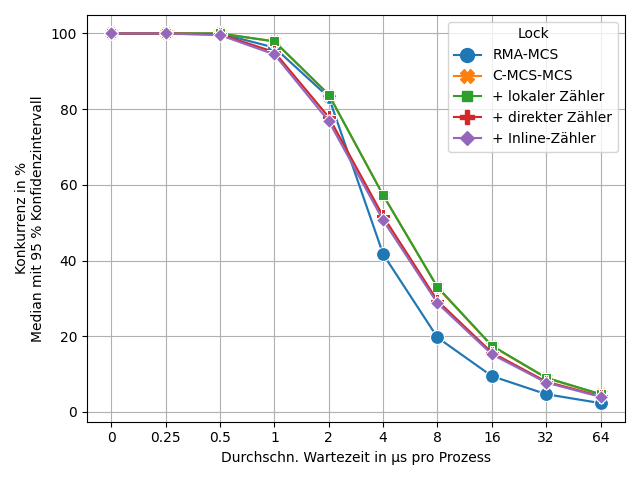 Lock
RMA-MCS
C-MCS-MCS
+ lokaler Zähler
+ direkter Zähler
+ Inline-Zähler
Konkurrenz in %
Median mit 95 % Konfidenzintervall
100
80
60
40
20
0
0 0.25 0.5 1 2 4 8 16 32 64
Durchschn. Wartezeit in µs pro Prozess